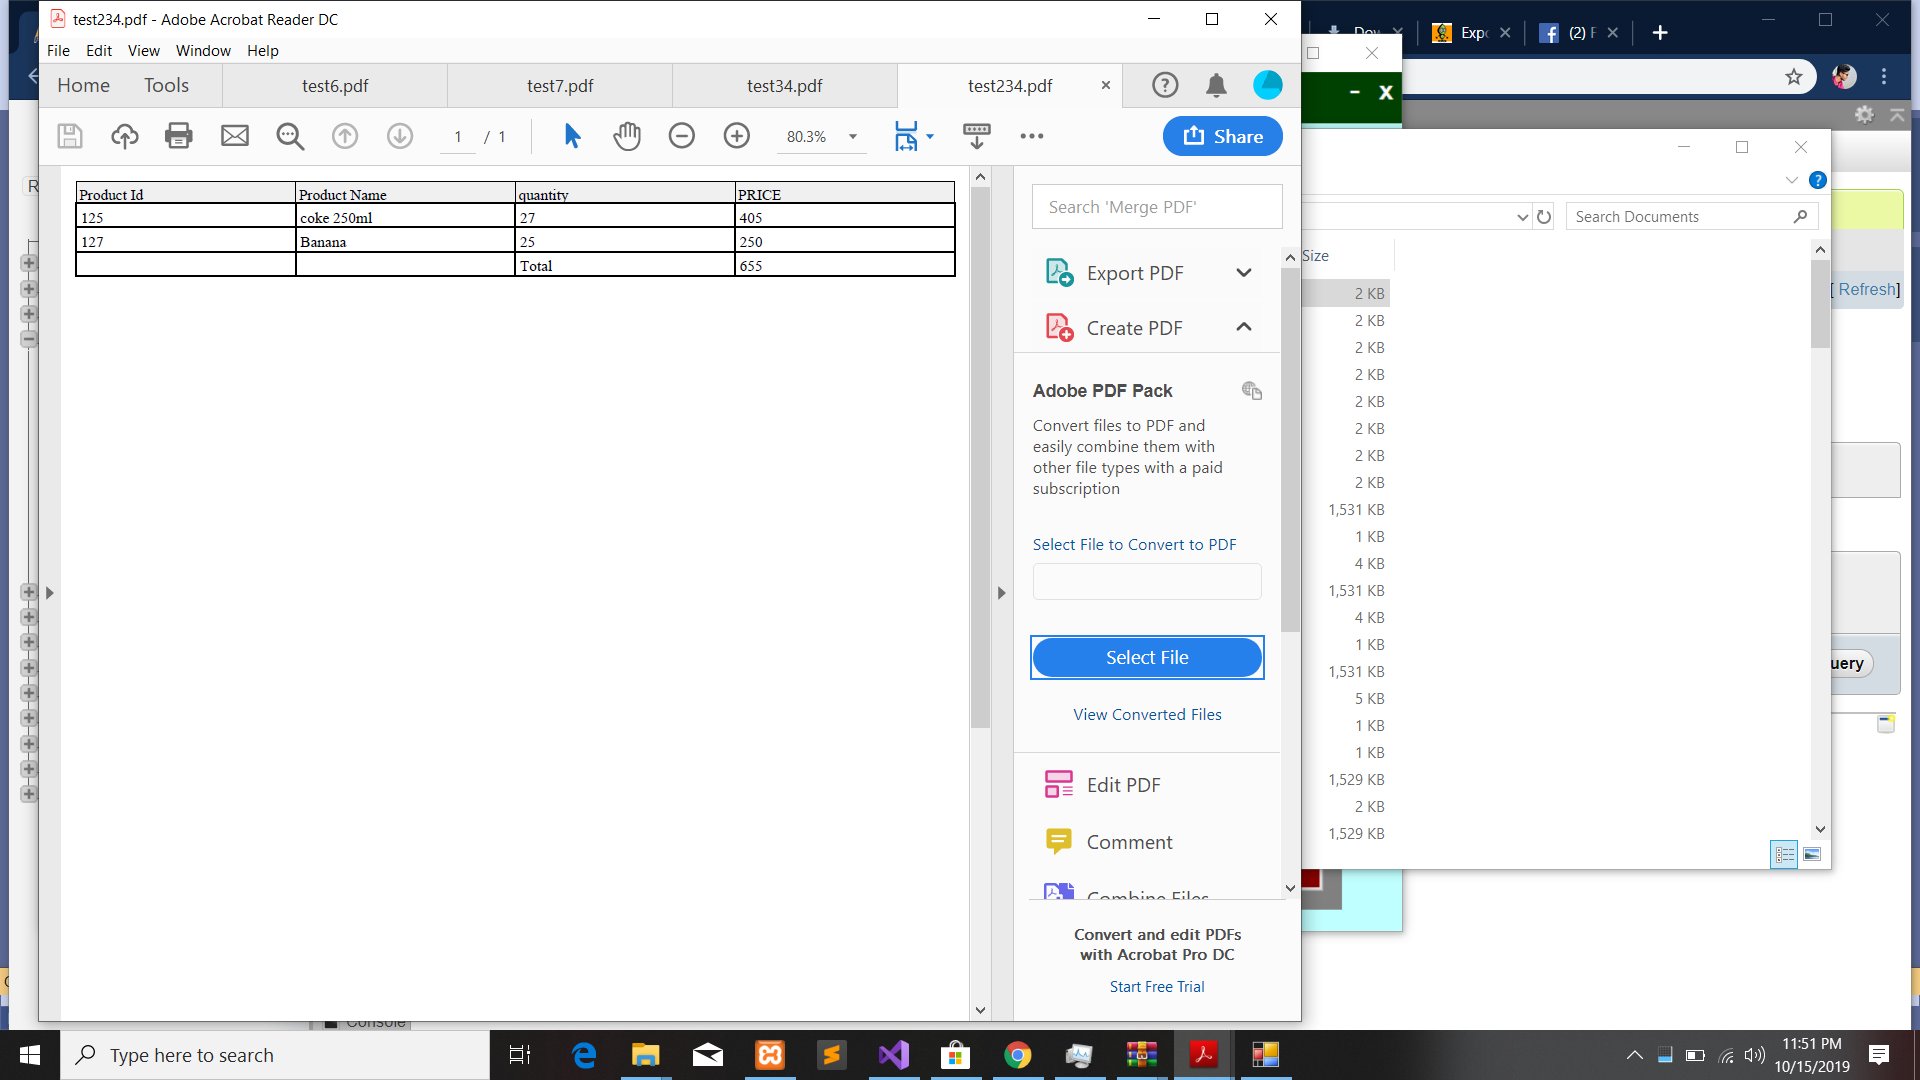 test234.pdf - Adobe Acrobat Reader DC
File Edit View Window Help
Home Tools test6.pdf test7.pdf test34.pdf test234.pdf
1 / 1 80.3% Share
Product Id Product Name quantity PRICE
125 coke 250ml 27 405
127 Banana 25 250
Total 655
Search 'Merge PDF'
Export PDF
Create PDF
Adobe PDF Pack
Convert files to PDF and
easily combine them with
other file types with a paid
subscription
Select File to Convert to PDF
Select File
View Converted Files
Edit PDF
Comment
Combine Files
Convert and edit PDFs
with Acrobat Pro DC
Start Free Trial
Exp
(2) F
- X
Search Documents
Size
2 KB
2 KB
2 KB
2 KB
2 KB
2 KB
2 KB
2 KB
1,531 KB
1 KB
4 KB
1,531 KB
4 KB
1 KB
1,531 KB
5 KB
1 KB
1 KB
1,529 KB
2 KB
1,529 KB
[ Refresh]
uery
Console
Type here to search
11:51 PM
10/15/2019